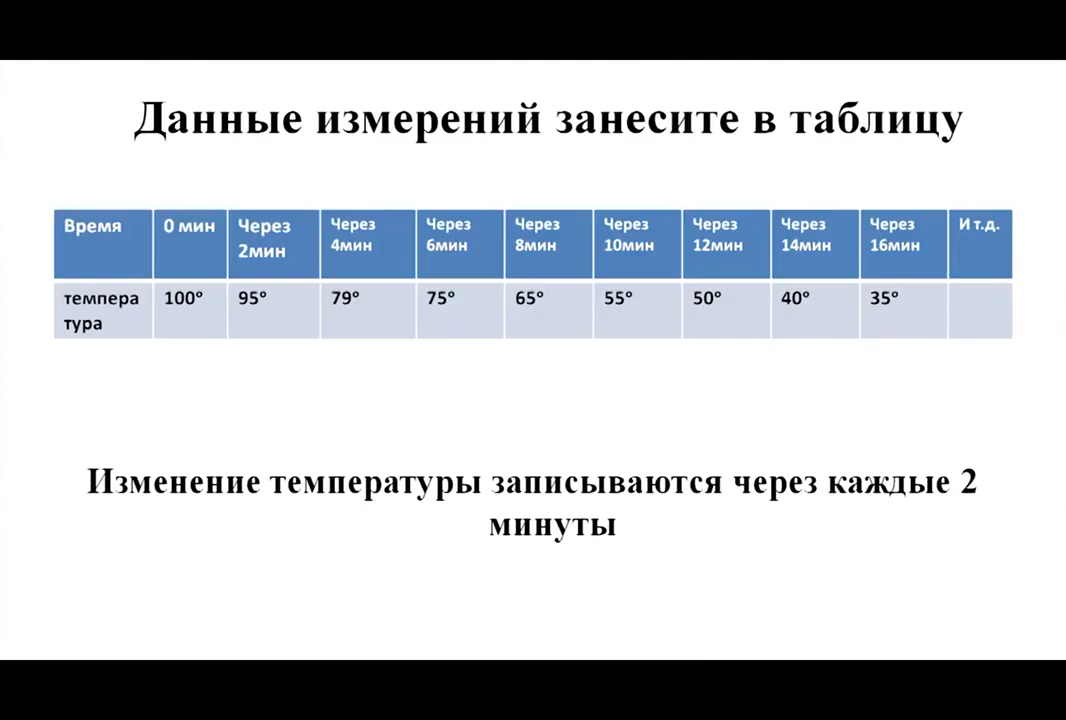 Данные измерений занесите в таблицу
Время 0 мин Через 2мин Через 4мин Через 6мин Через 8мин Через 10мин Через 12мин Через 14мин Через 16мин И т.д.
темпера тура 100° 95° 79° 75° 65° 55° 50° 40° 35°
Изменение температуры записываются через каждые 2
минуты